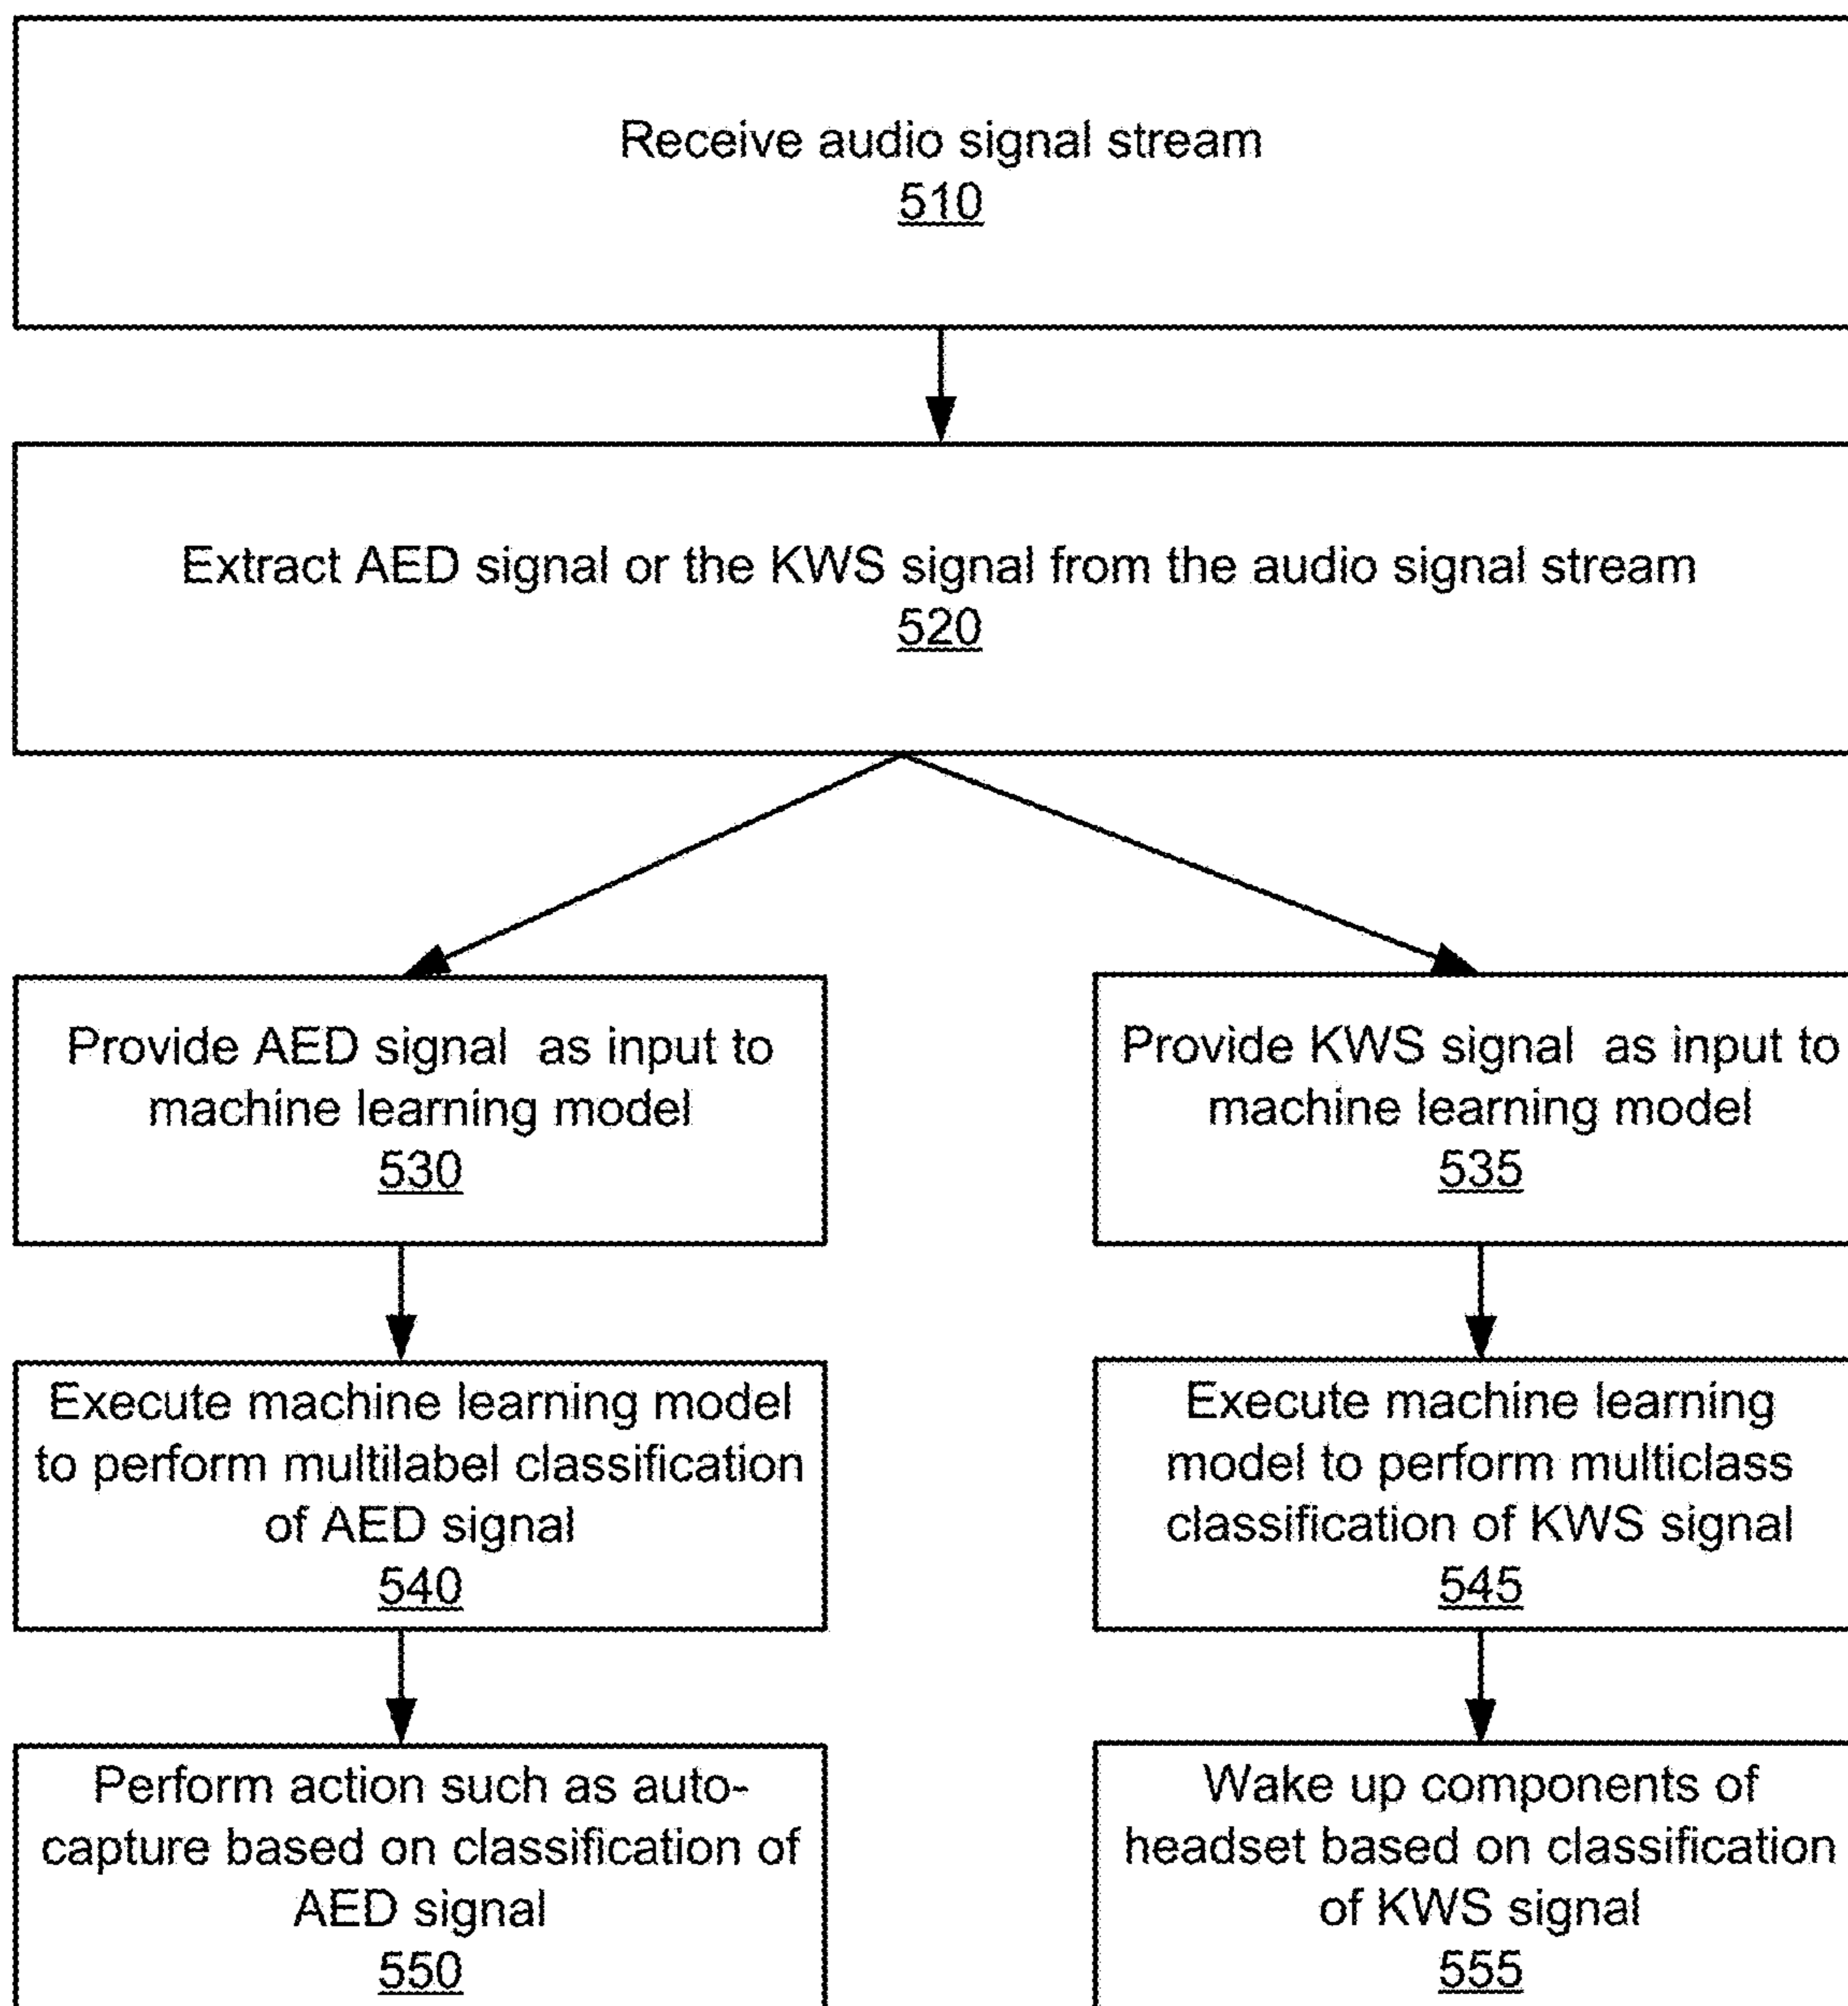 Receive audio signal stream
510
Extract AED signal or the KWS signal from the audio signal stream
520
Provide AED signal as input to
machine learning model
530
Provide KWS signal as input to
machine learning model
535
Execute machine learning model
to perform multilabel classification
of AED signal
540
Execute machine learning
model to perform multiclass
classification of KWS signal
545
Perform action such as auto-
capture based on classification of
AED signal
550
Wake up components of
headset based on classification
of KWS signal
555